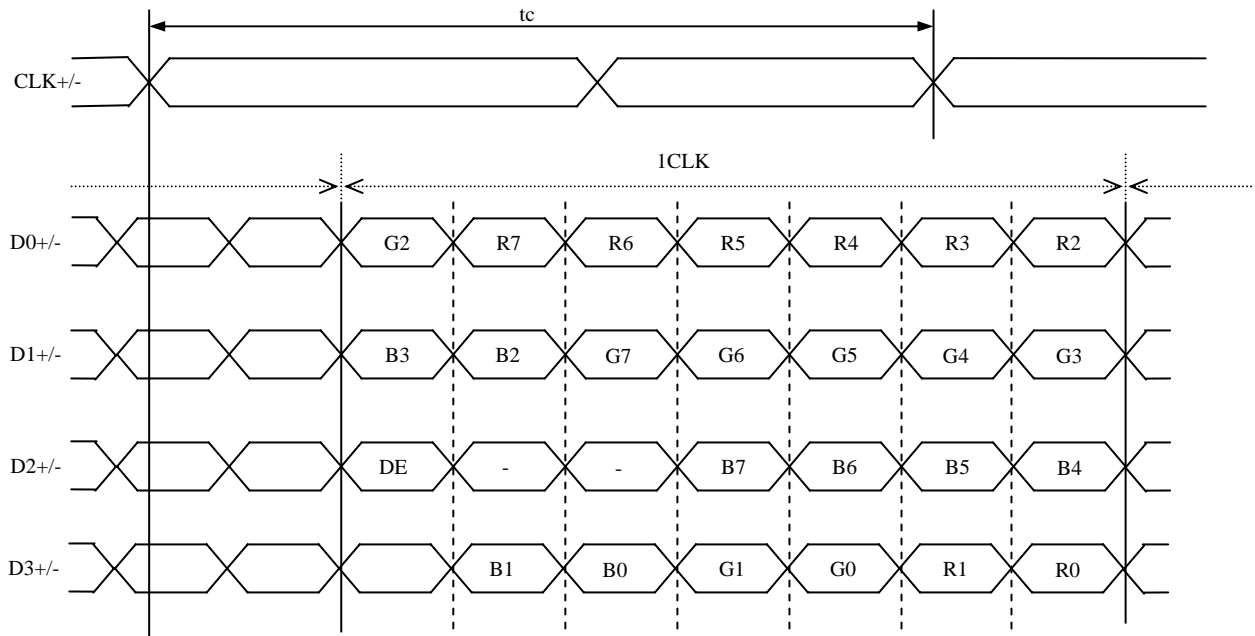 tc
CLK+/-
1CLK
D0+/- G2 R7 R6 R5 R4 R3 R2
D1+/- B3 B2 G7 G6 G5 G4 G3
D2+/- DE - - B7 B6 B5 B4
D3+/- B1 B0 G1 G0 R1 R0